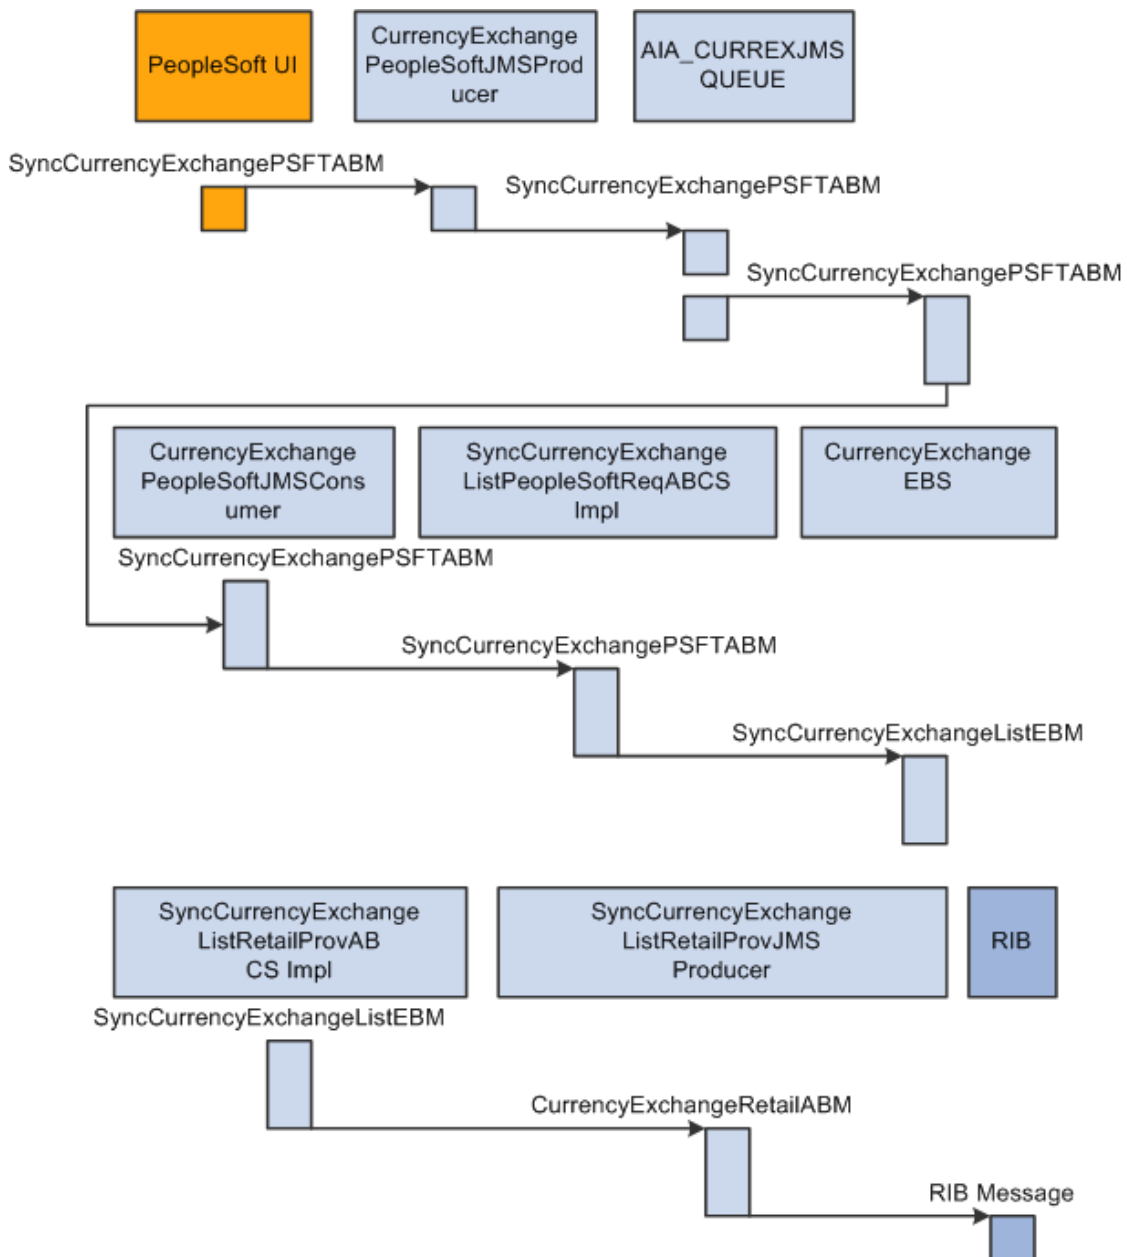 PeopleSoft UI
CurrencyExchange
PeopleSoftJMSProd
ucer
AIA_CURREXJMS
QUEUE
SyncCurrencyExchangePSFTABM
SyncCurrencyExchangePSFTABM
SyncCurrencyExchangePSFTABM
CurrencyExchange
PeopleSoftJMSCons
umer
SyncCurrencyExchange
ListPeopleSoftReqABCS
Impl
CurrencyExchange
EBS
SyncCurrencyExchangePSFTABM
SyncCurrencyExchangePSFTABM
SyncCurrencyExchangeListEBM
SyncCurrencyExchange
ListRetailProvAB
CS Impl
SyncCurrencyExchange
ListRetailProvJMS
Producer
RIB
SyncCurrencyExchangeListEBM
CurrencyExchangeRetailABM
RIB Message